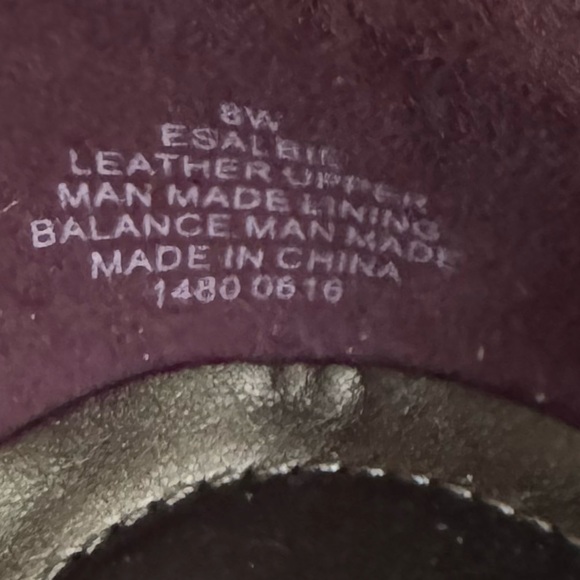 8W
LEATHER UPPER
MAN MADE LINING
BALANCE MAN MADE
MADE IN CHINA
1480 0616